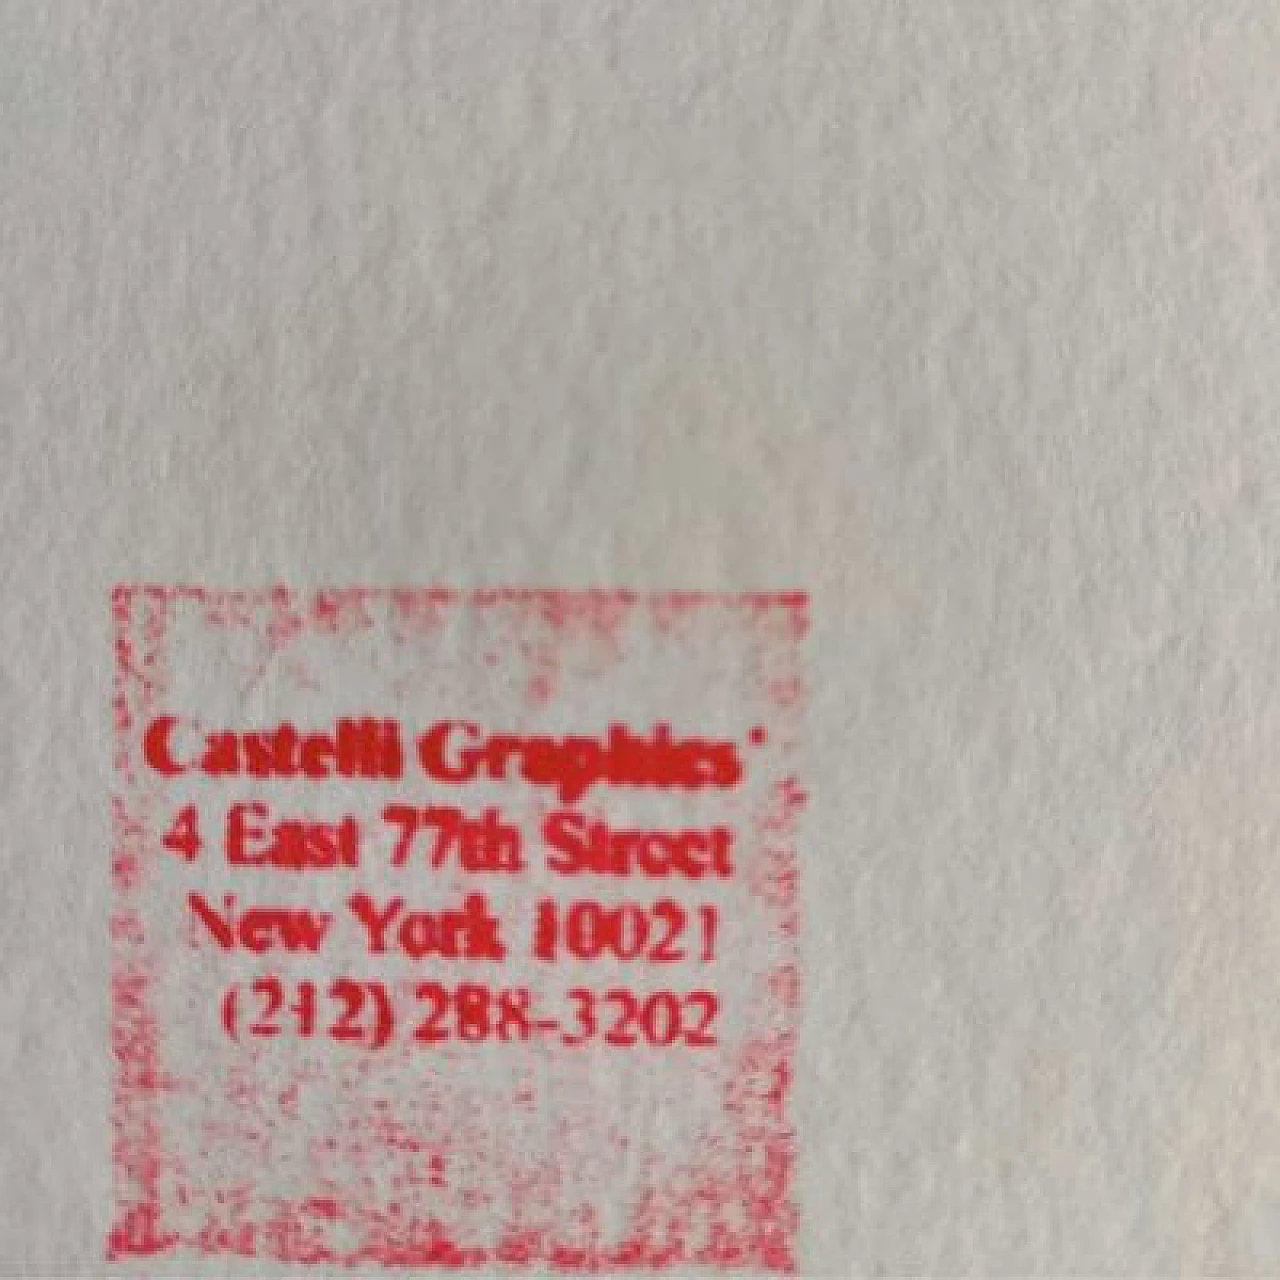 Castelli Graphics
4 East 77th Street
New York 10021
(212) 288-3202